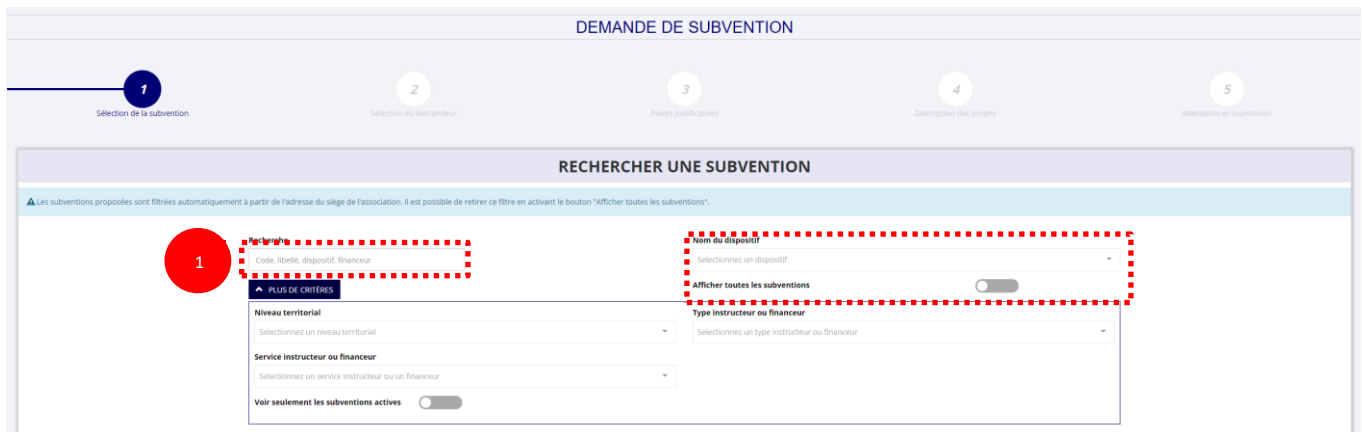 DEMANDE DE SUBVENTION
1
2
3
4
5
Sélection de la subvention
Sélection du demandeur
Pièces justificatives
Description des projets
Attestation et soumission
RECHERCHER UNE SUBVENTION
Les subventions proposées sont filtrées automatiquement à partir de l'adresse du siège de l'association. Il est possible de retirer ce filtre en activant le bouton "Afficher toutes les subventions".
1
Recherche
Code, libellé, dispositif, financeur
Nom du dispositif
Selectionnez un dispositif
PLUS DE CRITÈRES
Afficher toutes les subventions
Niveau territorial
Selectionnez un niveau territorial
Type instructeur ou financeur
Selectionnez un type instructeur ou financeur
Service instructeur ou financeur
Selectionnez un service instructeur ou un financeur
Voir seulement les subventions actives